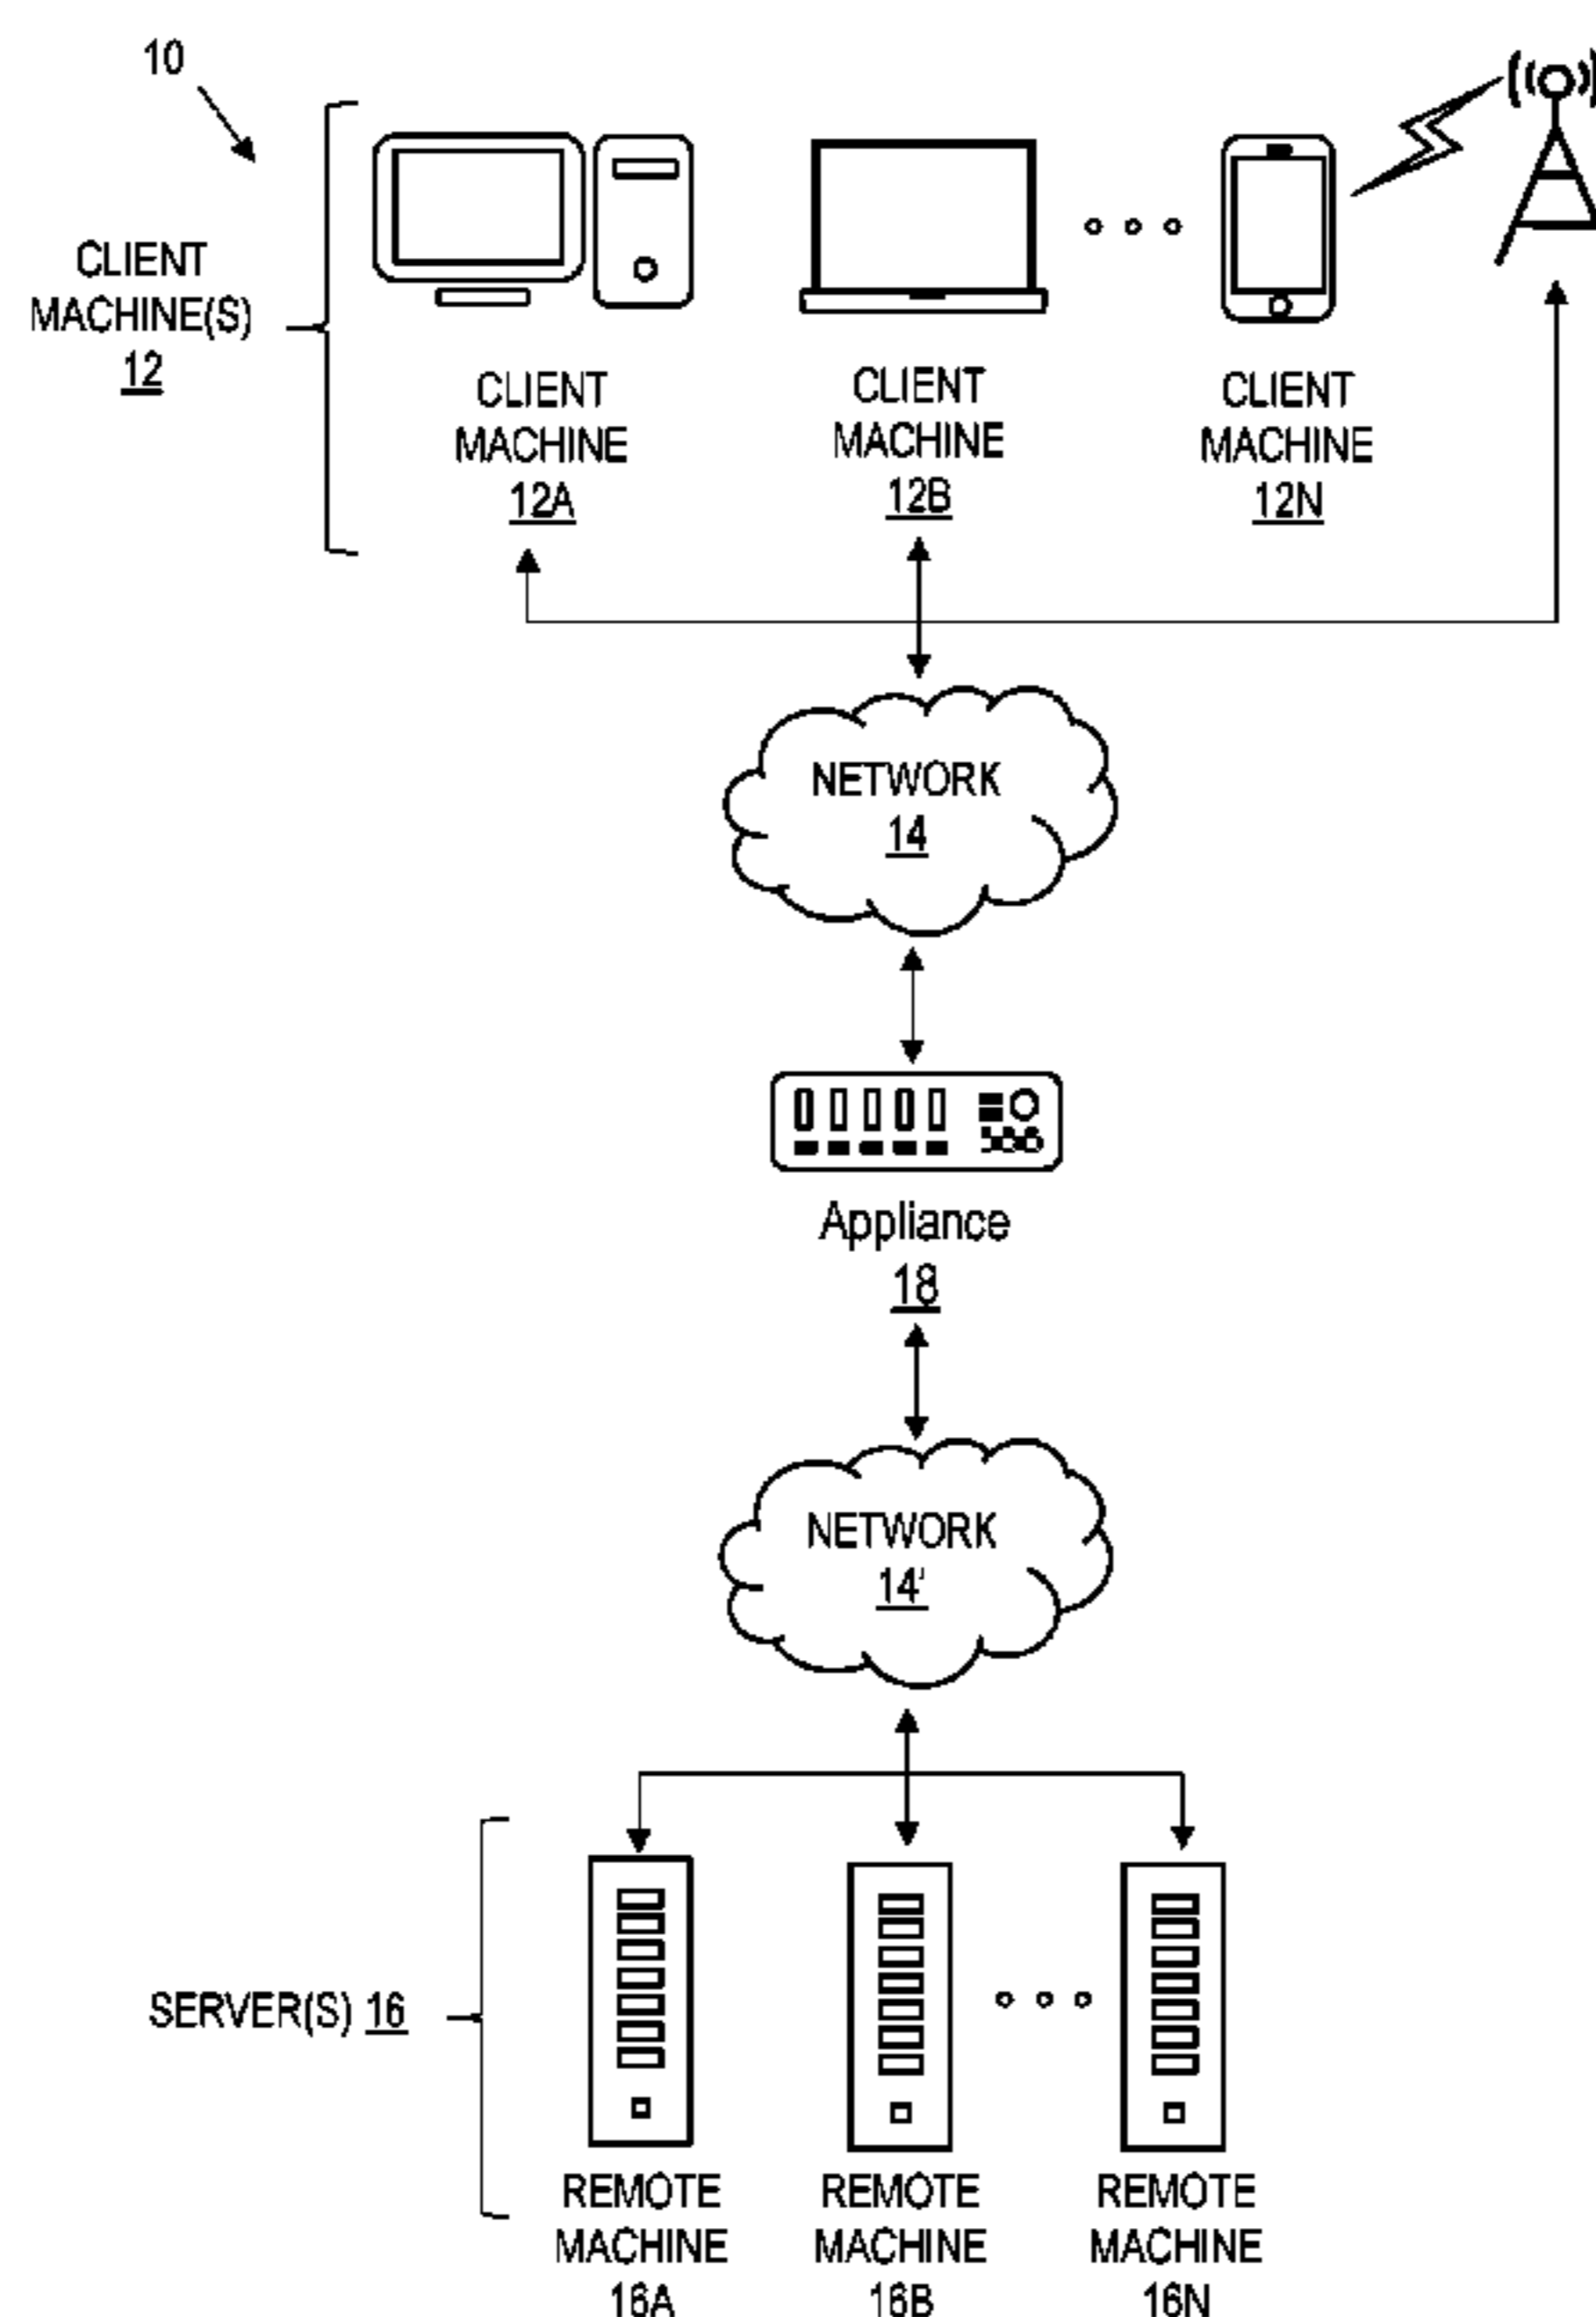 10
CLIENT
MACHINE(S)
12
CLIENT
MACHINE
12A
CLIENT
MACHINE
12B
CLIENT
MACHINE
12N
NETWORK
14
Appliance
18
NETWORK
14'
SERVER(S) 16
REMOTE
MACHINE
16A
REMOTE
MACHINE
16B
REMOTE
MACHINE
16N